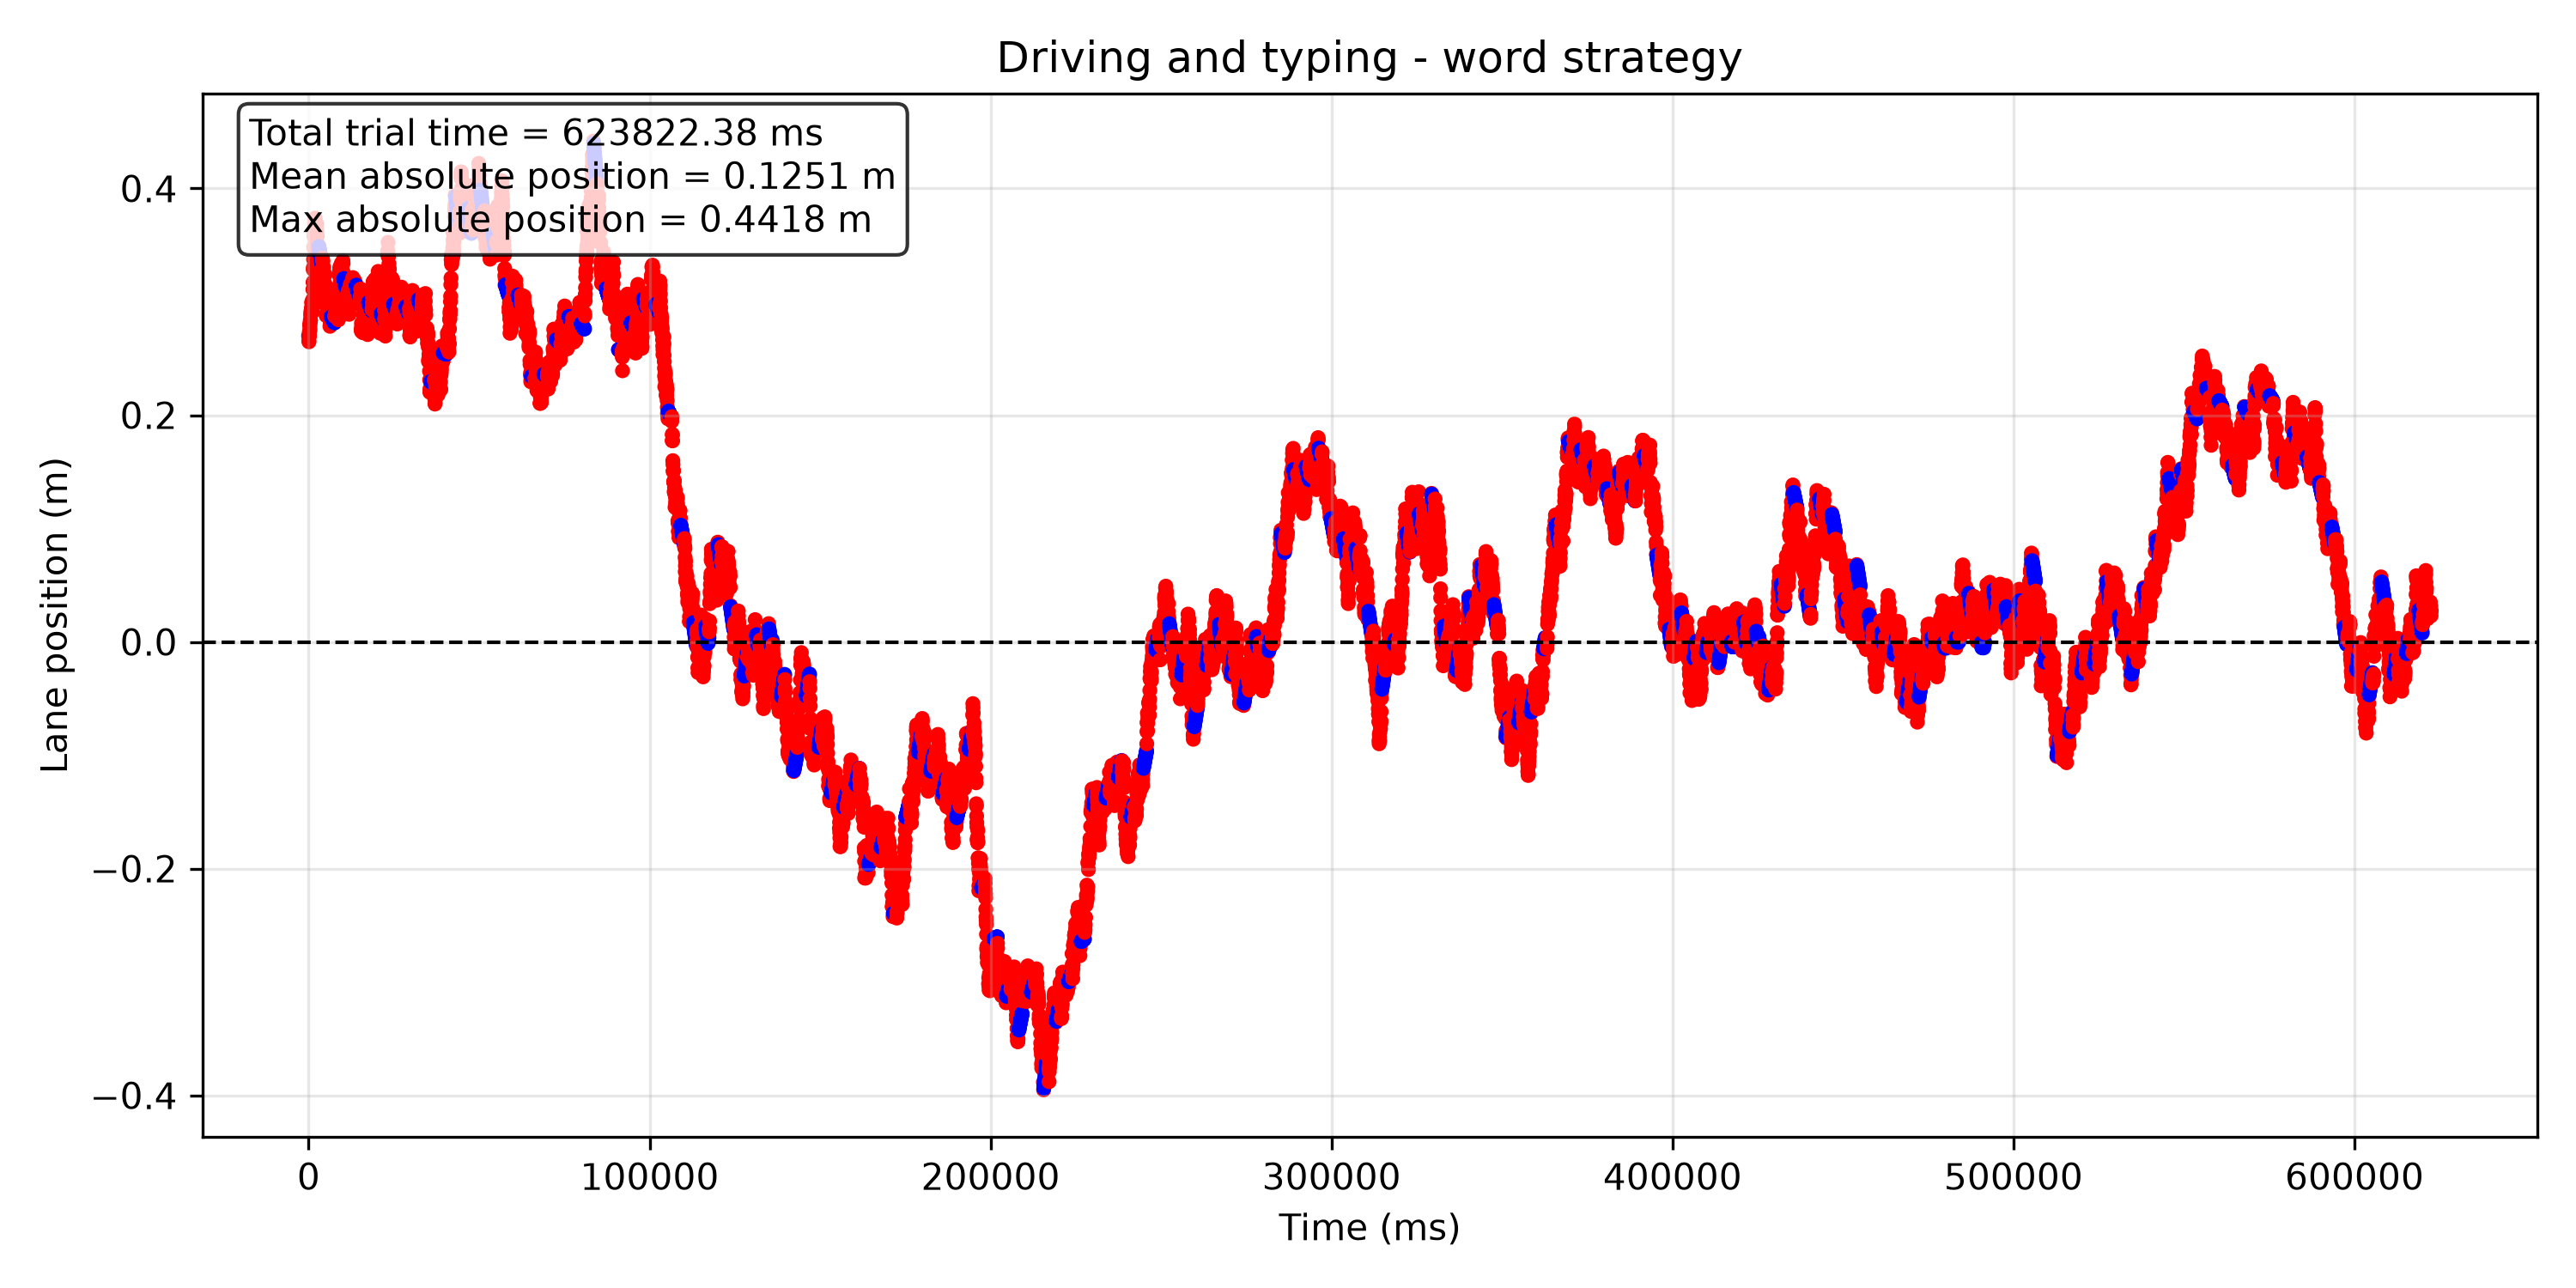 Driving and typing - word strategy
Total trial time = 623822.38 ms
Mean absolute position = 0.1251 m
Max absolute position = 0.4418 m
Lane position (m)
0.4
0.2
0.0
−0.2
−0.4
0 100000 200000 300000 400000 500000 600000
Time (ms)